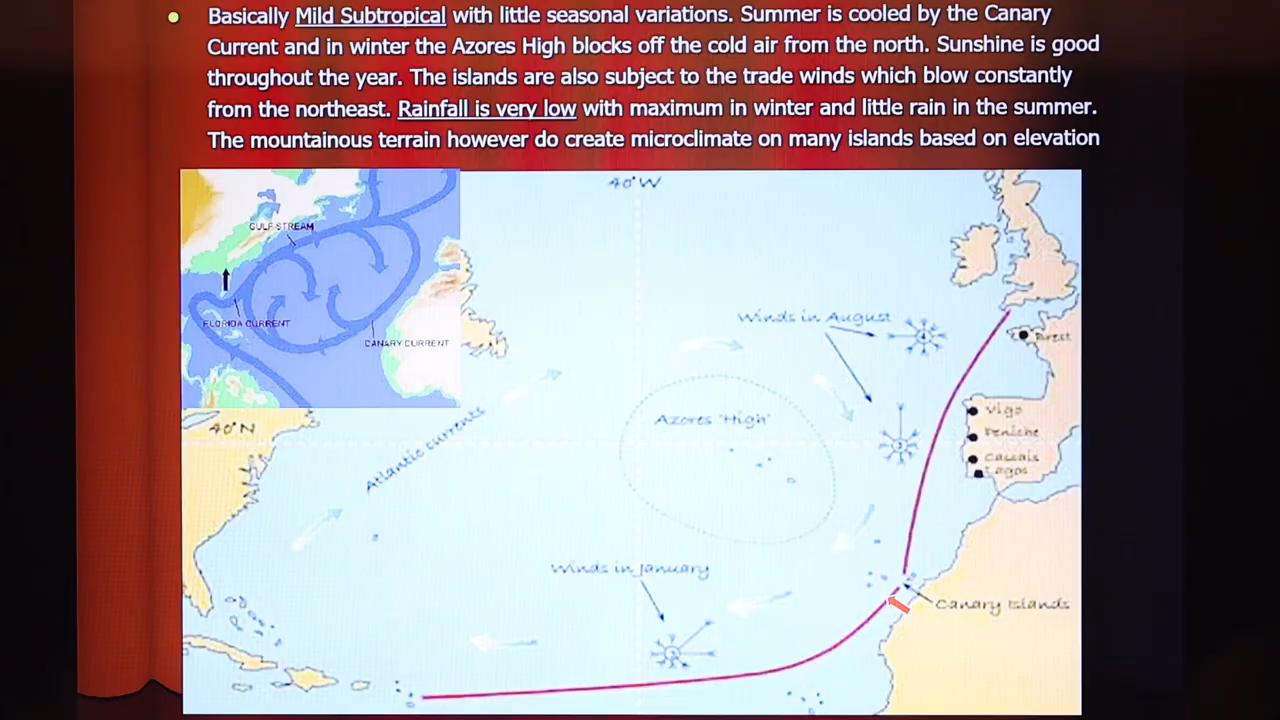 Basically Mild Subtropical with little seasonal variations. Summer is cooled by the Canary
Current and in winter the Azores High blocks off the cold air from the north. Sunshine is good
throughout the year. The islands are also subject to the trade winds which blow constantly
from the northeast. Rainfall is very low with maximum in winter and little rain in the summer.
The mountainous terrain however do create microclimate on many islands based on elevation
40°W
GULF STREAM
FLORIDA CURRENT
CANARY CURRENT
Winds in August
Brest
Azores 'High'
Vigo
Peniche
Cascais
Lagos
40°N
Atlantic currents
Winds in January
Canary Islands